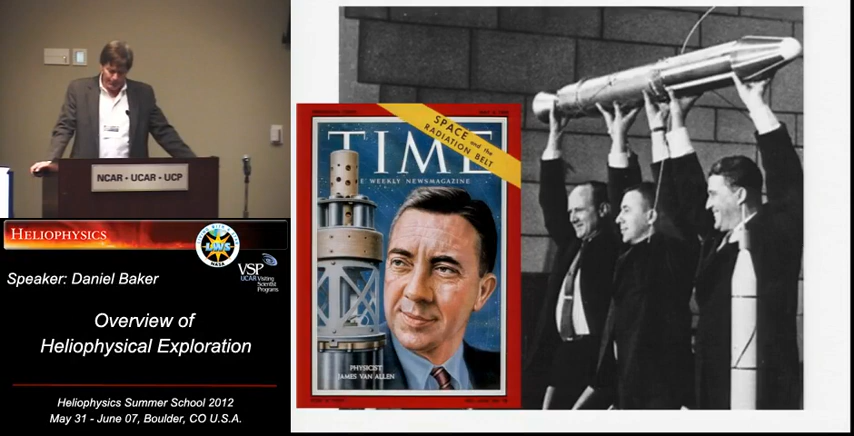 NCAR • UCAR • UCP
HELIOPHYSICS
LWS
NASA
VSP
UCAR Visiting
Scientist
Programs
Speaker: Daniel Baker
Overview of
Heliophysical Exploration
Heliophysics Summer School 2012
May 31 - June 07, Boulder, CO U.S.A.
SPACE and the
RADIATION BELT
TIME
WEEKLY NEWSMAGAZINE
PHYSICIST
JAMES VAN ALLEN